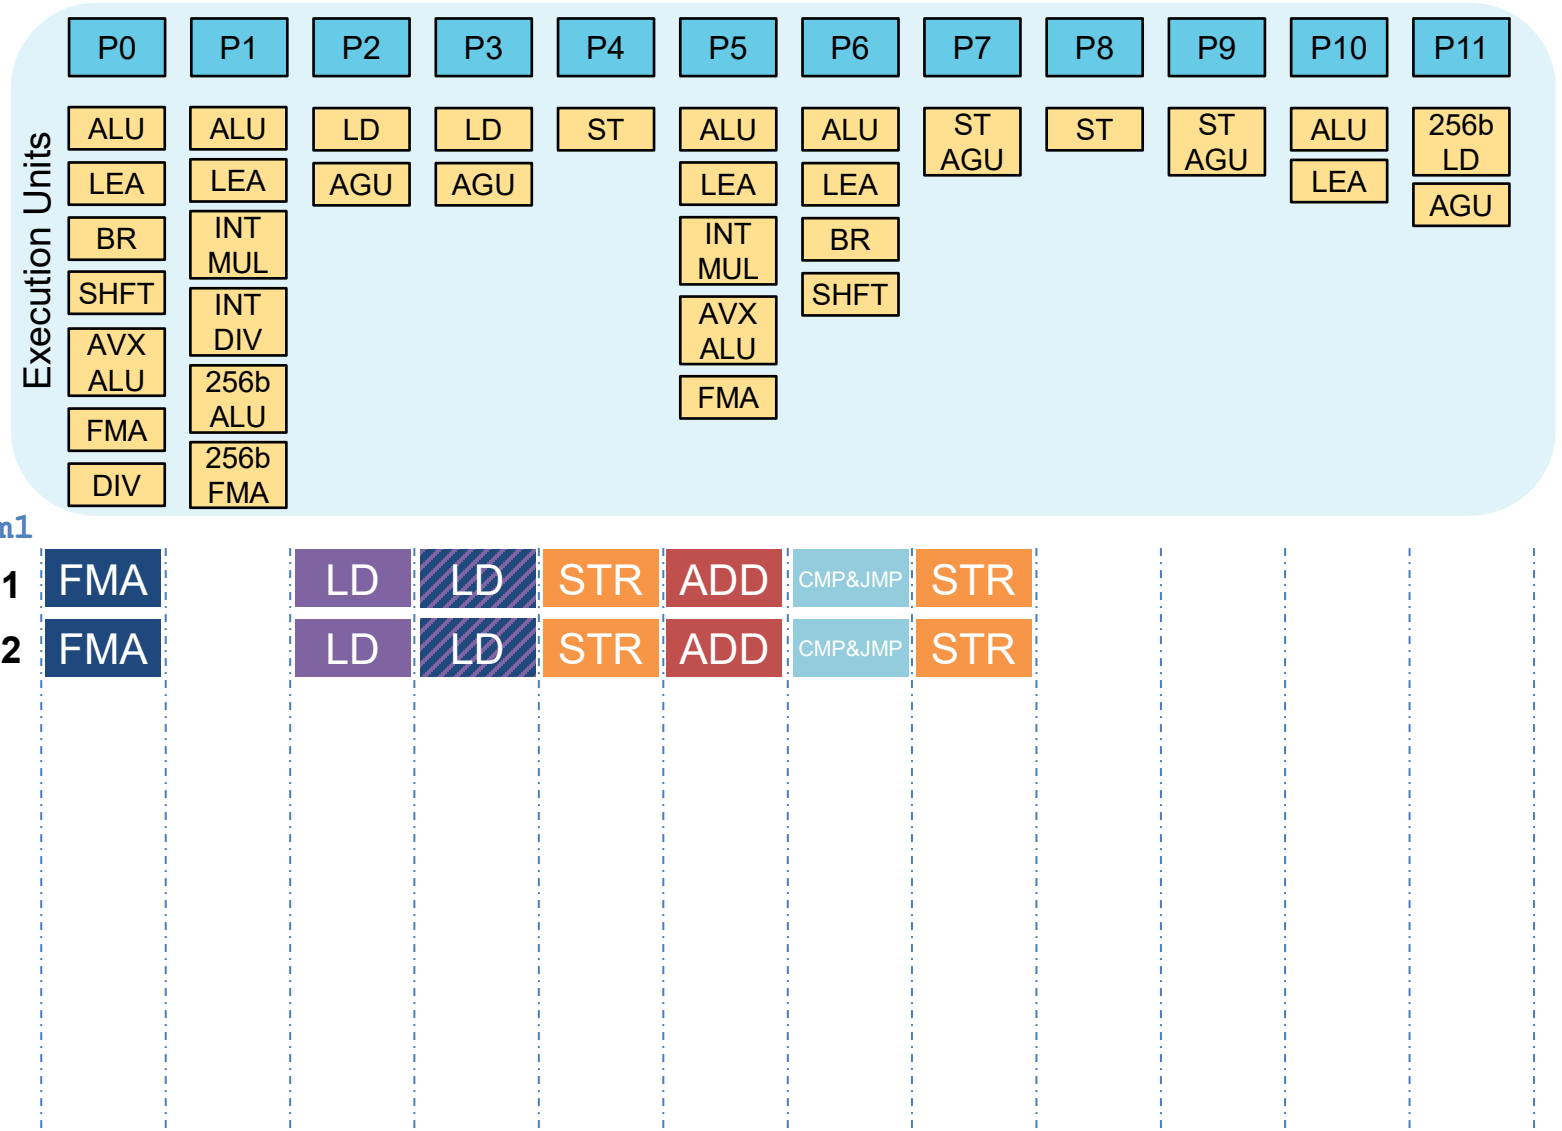 P0 P1 P2 P3 P4 P5 P6 P7 P8 P9 P10 P11
Execution Units
ALU
LEA
BR
SHFT
AVX
ALU
FMA
DIV
ALU
LEA
INT
MUL
INT
DIV
256b
ALU
256b
FMA
LD
AGU
LD
AGU
ST
ALU
LEA
INT
MUL
AVX
ALU
FMA
ALU
LEA
BR
SHFT
ST
AGU
ST
ST
AGU
ALU
LEA
256b
LD
AGU
m1
1 FMA LD LD STR ADD CMP&JMP STR
2 FMA LD LD STR ADD CMP&JMP STR